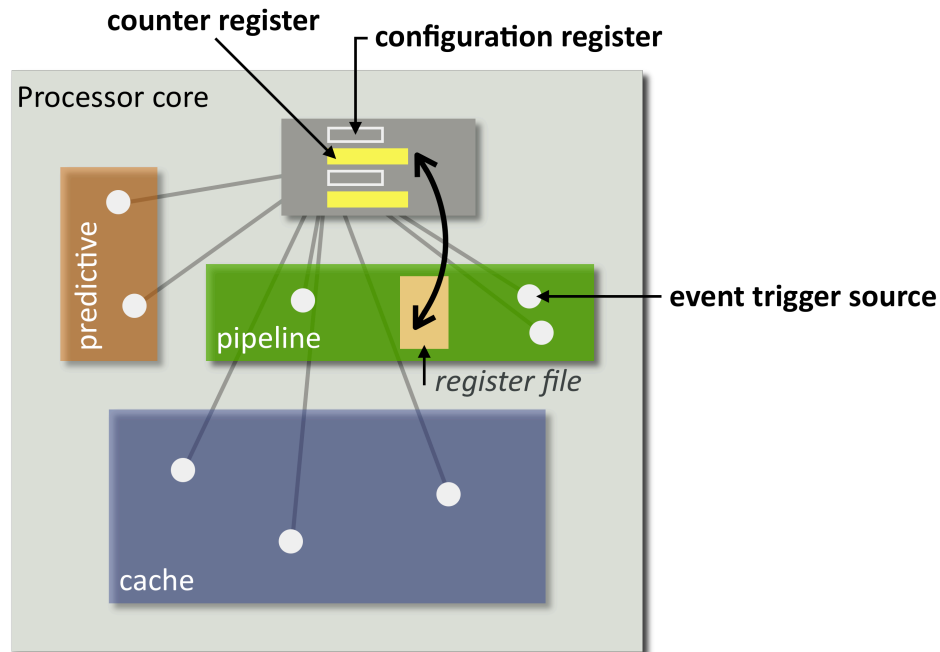 counter register
configuration register
Processor core
predictive
pipeline
event trigger source
register file
cache